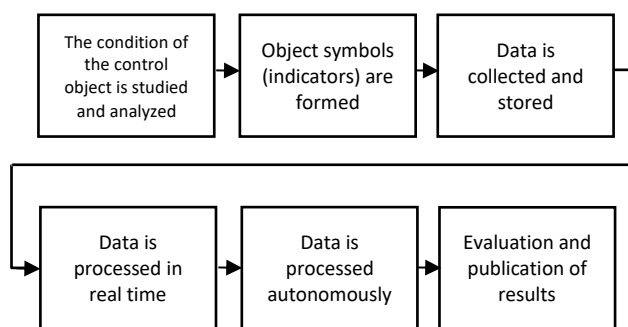 The condition of
the control
object is studied
and analyzed
Object symbols
(indicators) are
formed
Data is
collected and
stored
Data is
processed in
real time
Data is
processed
autonomously
Evaluation and
publication of
results